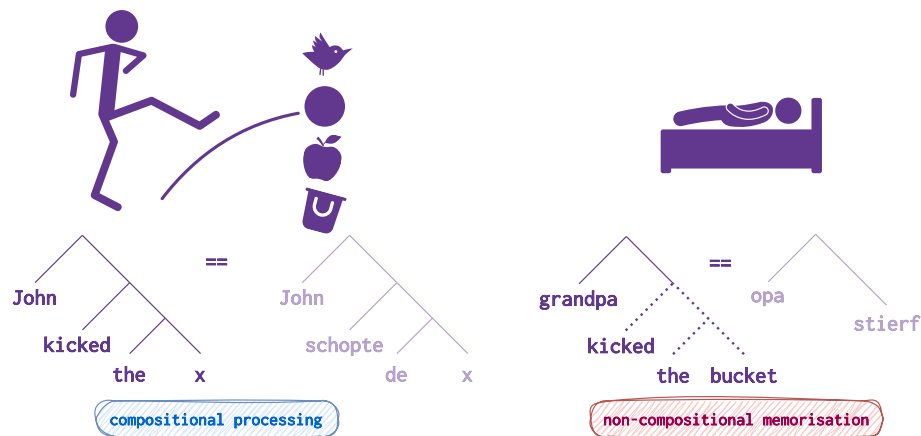 ==
==
John
John
grandpa
opa
stierf
kicked
schopte
kicked
the x
de x
the bucket
compositional processing
non-compositional memorisation